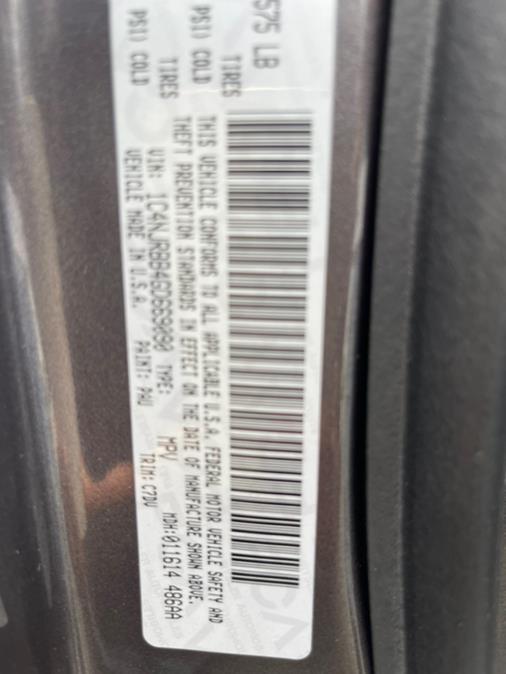 575 LB
TIRES PSI) COLD
TIRES PSI) COLD
THIS VEHICLE CONFORMS TO ALL APPLICABLE U.S.A. FEDERAL MOTOR VEHICLE SAFETY AND
THEFT PREVENTION STANDARDS IN EFFECT ON THE DATE OF MANUFACTURE SHOWN ABOVE.
VIN: 1C4NJRBB4GD669090 TYPE: MPV MDH:011614 486AA
VEHICLE MADE IN U.S.A. PAINT: PAU TRIM:C7DV